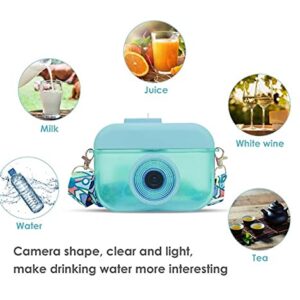 Juice
Milk
White wine
Water
Tea
Camera shape, clear and light,
make drinking water more interesting